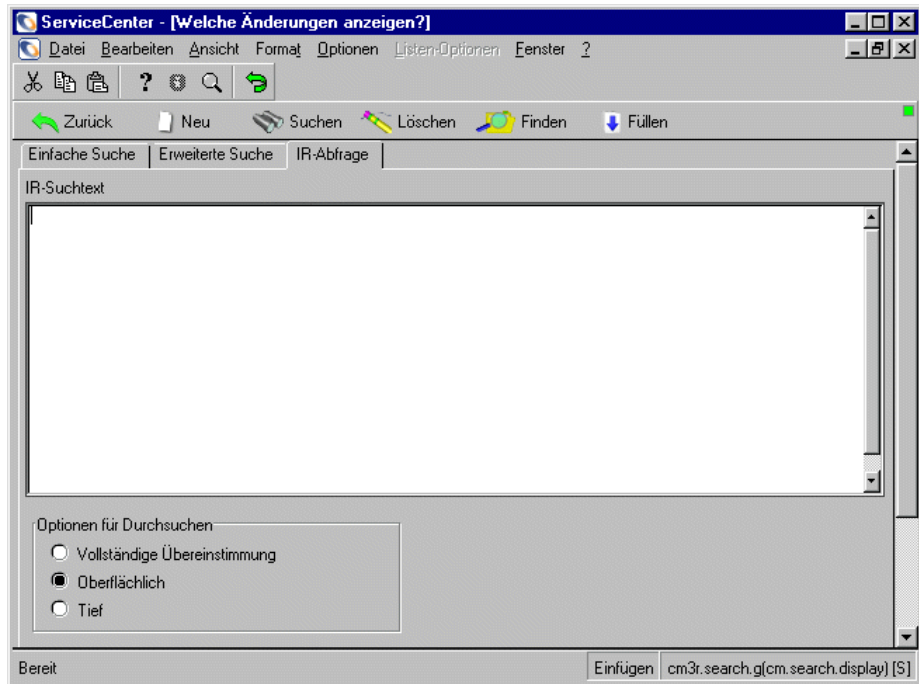 ServiceCenter - [Welche Änderungen anzeigen?]
Datei Bearbeiten Ansicht Format Optionen Listen-Optionen Fenster ?
?
Zurück Neu Suchen Löschen Finden Füllen
Einfache Suche Erweiterte Suche IR-Abfrage
IR-Suchtext
Optionen für Durchsuchen
Vollständige Übereinstimmung
Oberflächlich
Tief
Bereit Einfügen cm3r.search.g(cm.search.display) [S]